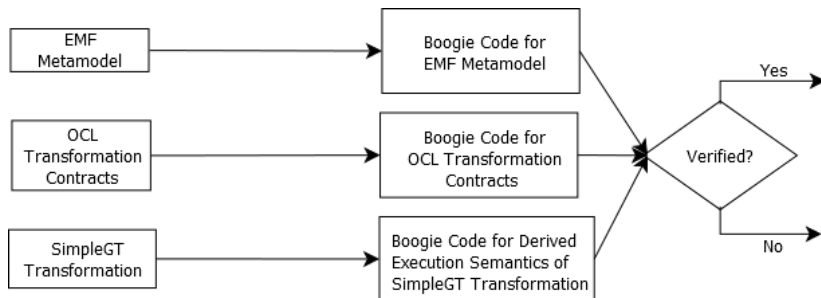 EMF
Metamodel
Boogie Code for
EMF Metamodel
OCL
Transformation
Contracts
Boogie Code for
OCL Transformation
Contracts
SimpleGT
Transformation
Boogie Code for Derived
Execution Semantics of
SimpleGT Transformation
Verified?
Yes
No